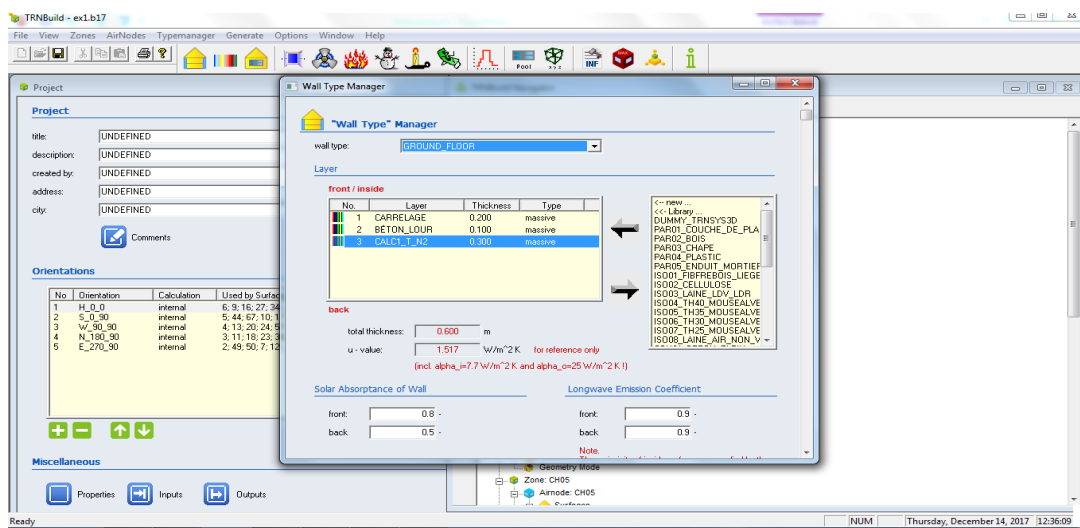 TRNBuild - ex1.b17
File View Zones AirNodes Typemanager Generate Options Window Help
Pool
x y z
INF
Project
Project
title: UNDEFINED
description: UNDEFINED
created by: UNDEFINED
address: UNDEFINED
city: UNDEFINED
Comments
Orientations
No Orientation Calculation Used by Surfac
1 H_0_0 internal 6; 9; 16; 27; 34
2 S_0_90 internal 5; 44; 67; 10; 1
3 W_90_90 internal 4; 13; 20; 24; 5
4 N_180_90 internal 3; 11; 18; 23; 3
5 E_270_90 internal 2; 49; 50; 7; 12
Miscellaneous
Properties Inputs Outputs
Wall Type Manager
"Wall Type" Manager
wall type: GROUND_FLOOR
Layer
front / inside
No. Layer Thickness Type
1 CARRELAGE 0.200 massive
2 BÉTON_LOUR 0.100 massive
3 CALC1_T_N2 0.300 massive
back
total thickness: 0.600 m
u - value: 1.517 W/m^2 K for reference only
(incl. alpha_i=7.7 W/m^2 K and alpha_o=25 W/m^2 K !)
<-- new ...
<<- Library ...
DUMMY_TRNSYS3D
PAR01_COUCHE_DE_PLA
PAR02_BOIS
PAR03_CHAPE
PAR04_PLASTIC
PAR05_ENDUIT_MORTIER
ISO01_FIBFREBOIS_LIEGE
ISO02_CELLULOSE
ISO03_LAINE_LDV_LDR
ISO04_TH40_MOUSEALVE
ISO05_TH35_MOUSEALVE
ISO06_TH30_MOUSEALVE
ISO07_TH25_MOUSEALVE
ISO08_LAINE_AIR_NON_V
Solar Absorptance of Wall
front: 0.8 -
back: 0.5 -
Longwave Emission Coefficient
front: 0.9 -
back: 0.9 -
Note.
Geometry Mode
Zone: CH05
Airnode: CH05
Ready
NUM Thursday, December 14, 2017 12:36:09